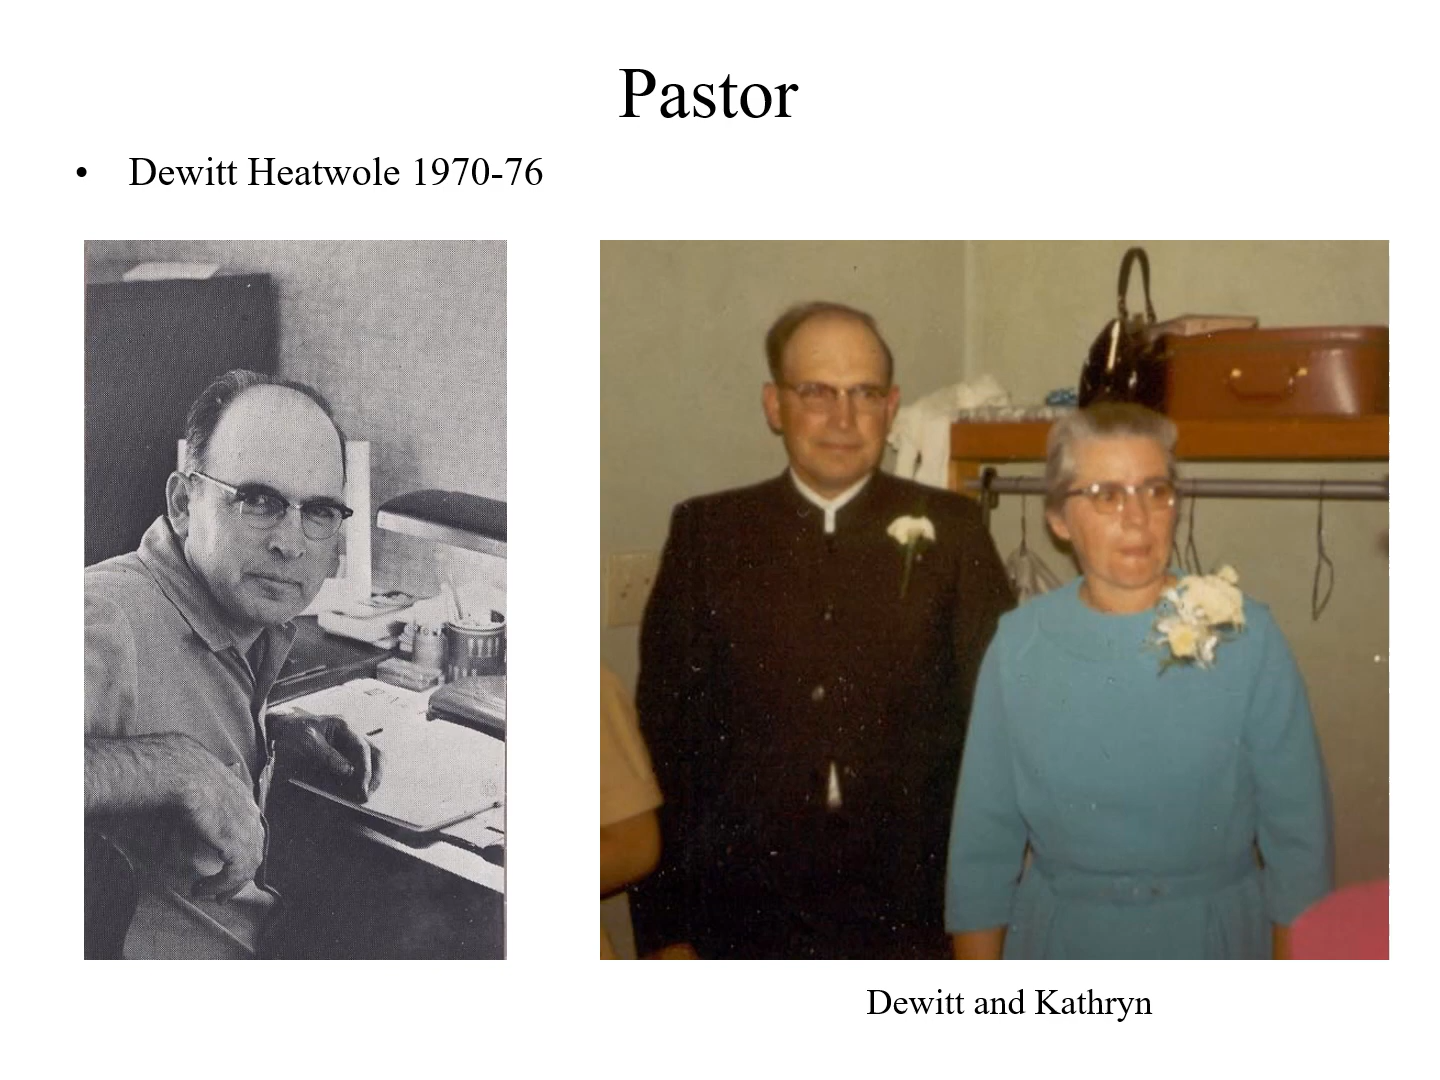 Pastor
• Dewitt Heatwole 1970-76
Dewitt and Kathryn